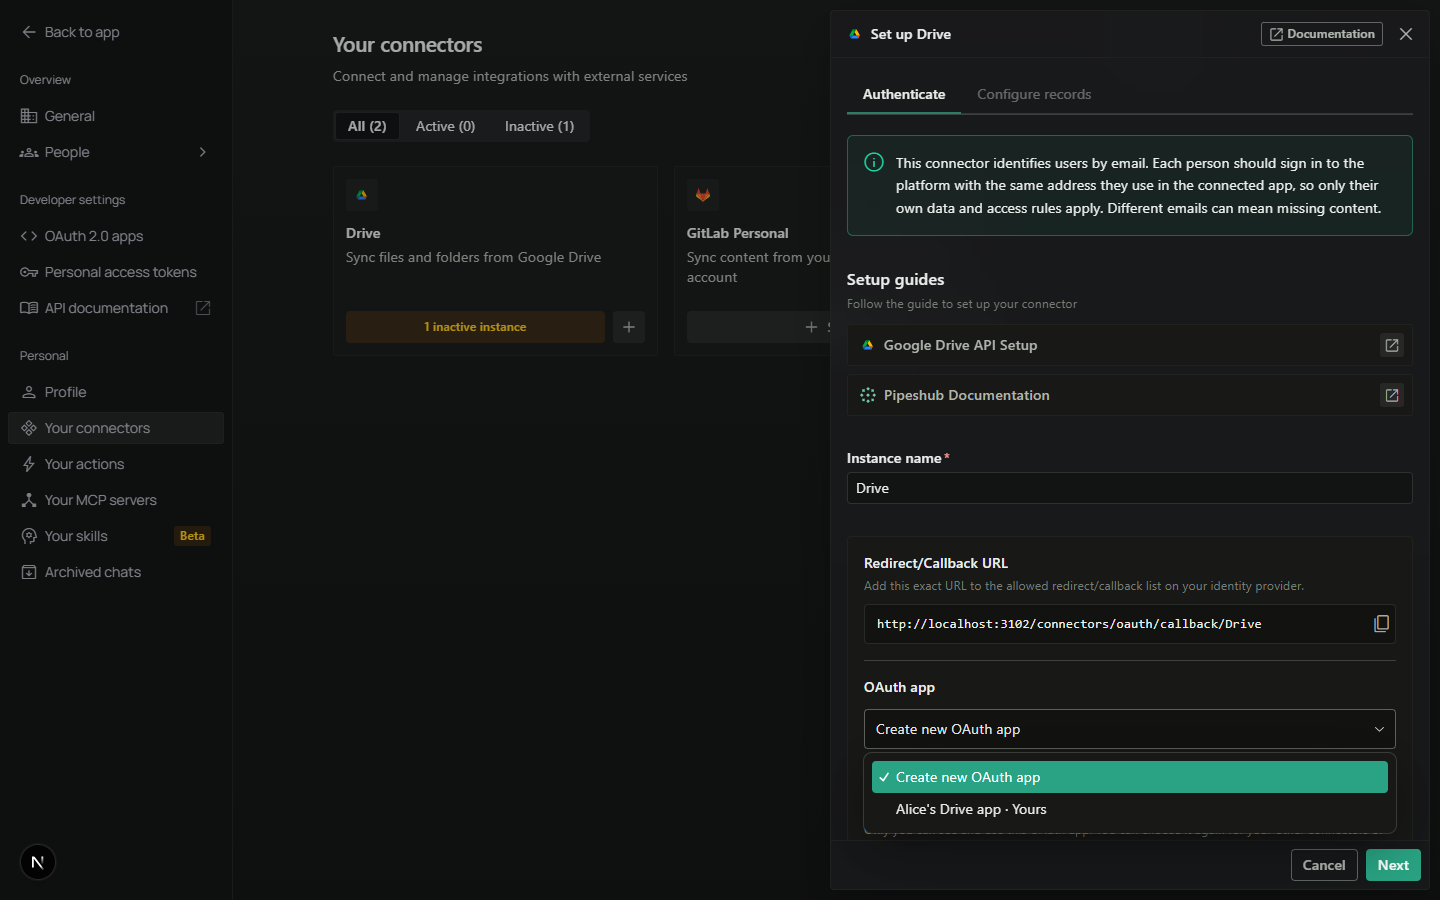 Back to app
Overview
General
People
Developer settings
OAuth 2.0 apps
Personal access tokens
API documentation
Personal
Profile
Your connectors
Your actions
Your MCP servers
Your skills
Beta
Archived chats
N
Your connectors
Connect and manage integrations with external services
All (2)
Active (0)
Inactive (1)
Drive
Sync files and folders from Google Drive
1 inactive instance
GitLab Personal
Sync content from you
account
Set up Drive
Documentation
Authenticate
Configure records
This connector identifies users by email. Each person should sign in to the
platform with the same address they use in the connected app, so only their
own data and access rules apply. Different emails can mean missing content.
Setup guides
Follow the guide to set up your connector
Google Drive API Setup
Pipeshub Documentation
Instance name*
Drive
Redirect/Callback URL
Add this exact URL to the allowed redirect/callback list on your identity provider.
http://localhost:3102/connectors/oauth/callback/Drive
OAuth app
Create new OAuth app
✓ Create new OAuth app
Alice's Drive app · Yours
Cancel
Next